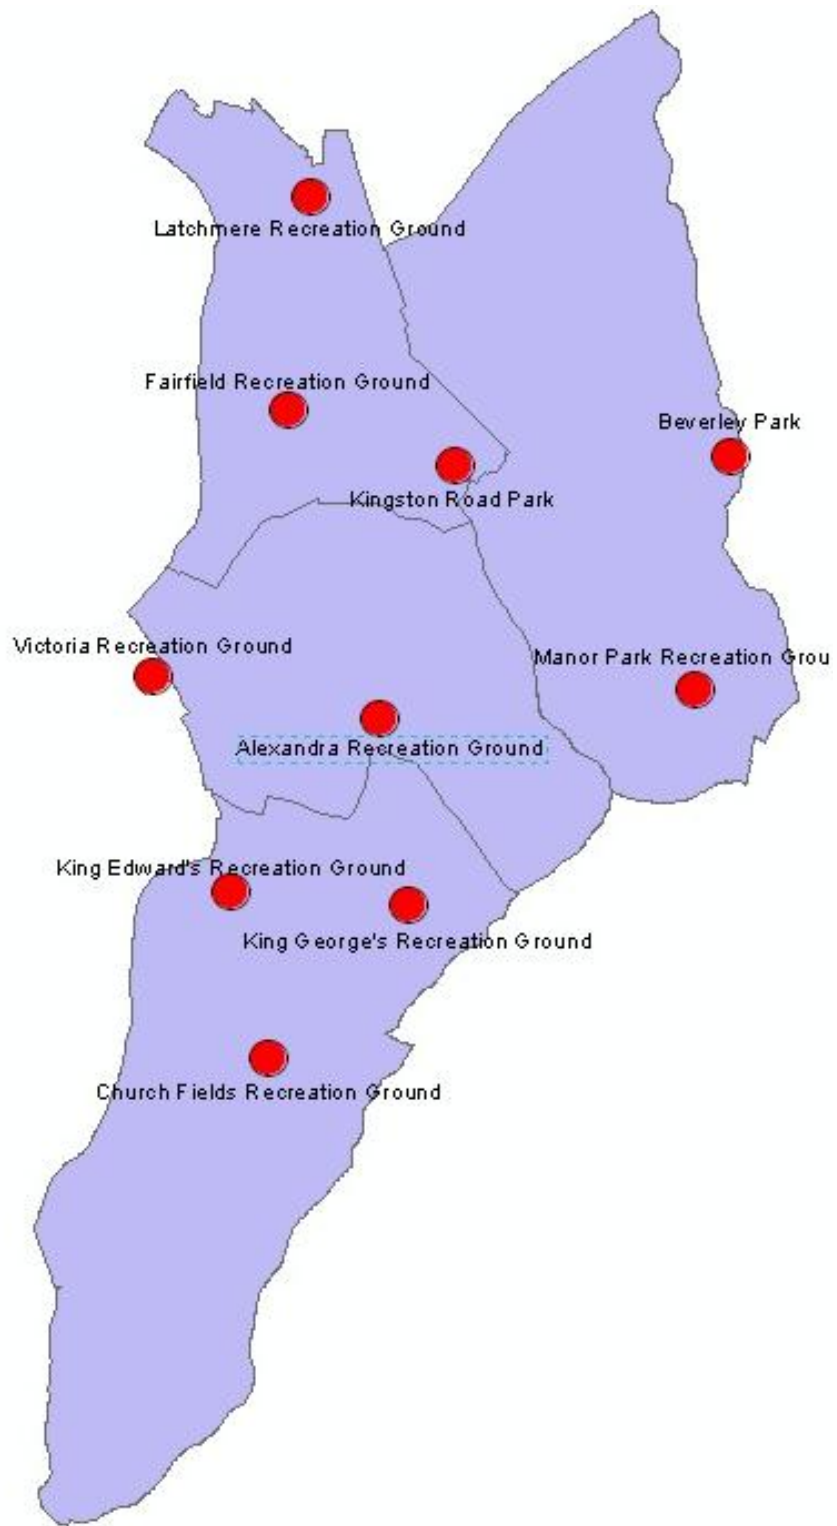 Latchmere Recreation Ground
Fairfield Recreation Ground
Beverley Park
Kingston Road Park
Victoria Recreation Ground
Manor Park Recreation Grou
Alexandra Recreation Ground
King Edward's Recreation Ground
King George's Recreation Ground
Church Fields Recreation Ground